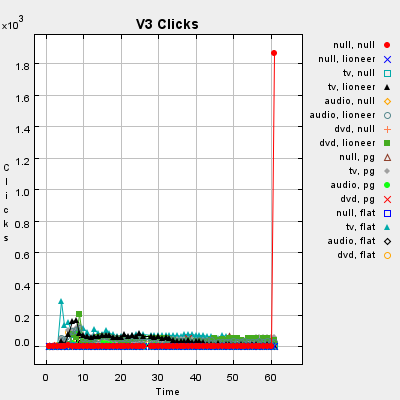 V3 Clicks
x10³
1.8
1.6
1.4
1.2
1.0
0.8
0.6
0.4
0.2
0.0
Clicks
0 10 20 30 40 50 60
Time
null, null
null, lioneer
tv, null
tv, lioneer
audio, null
audio, lioneer
dvd, null
dvd, lioneer
null, pg
tv, pg
audio, pg
dvd, pg
null, flat
tv, flat
audio, flat
dvd, flat